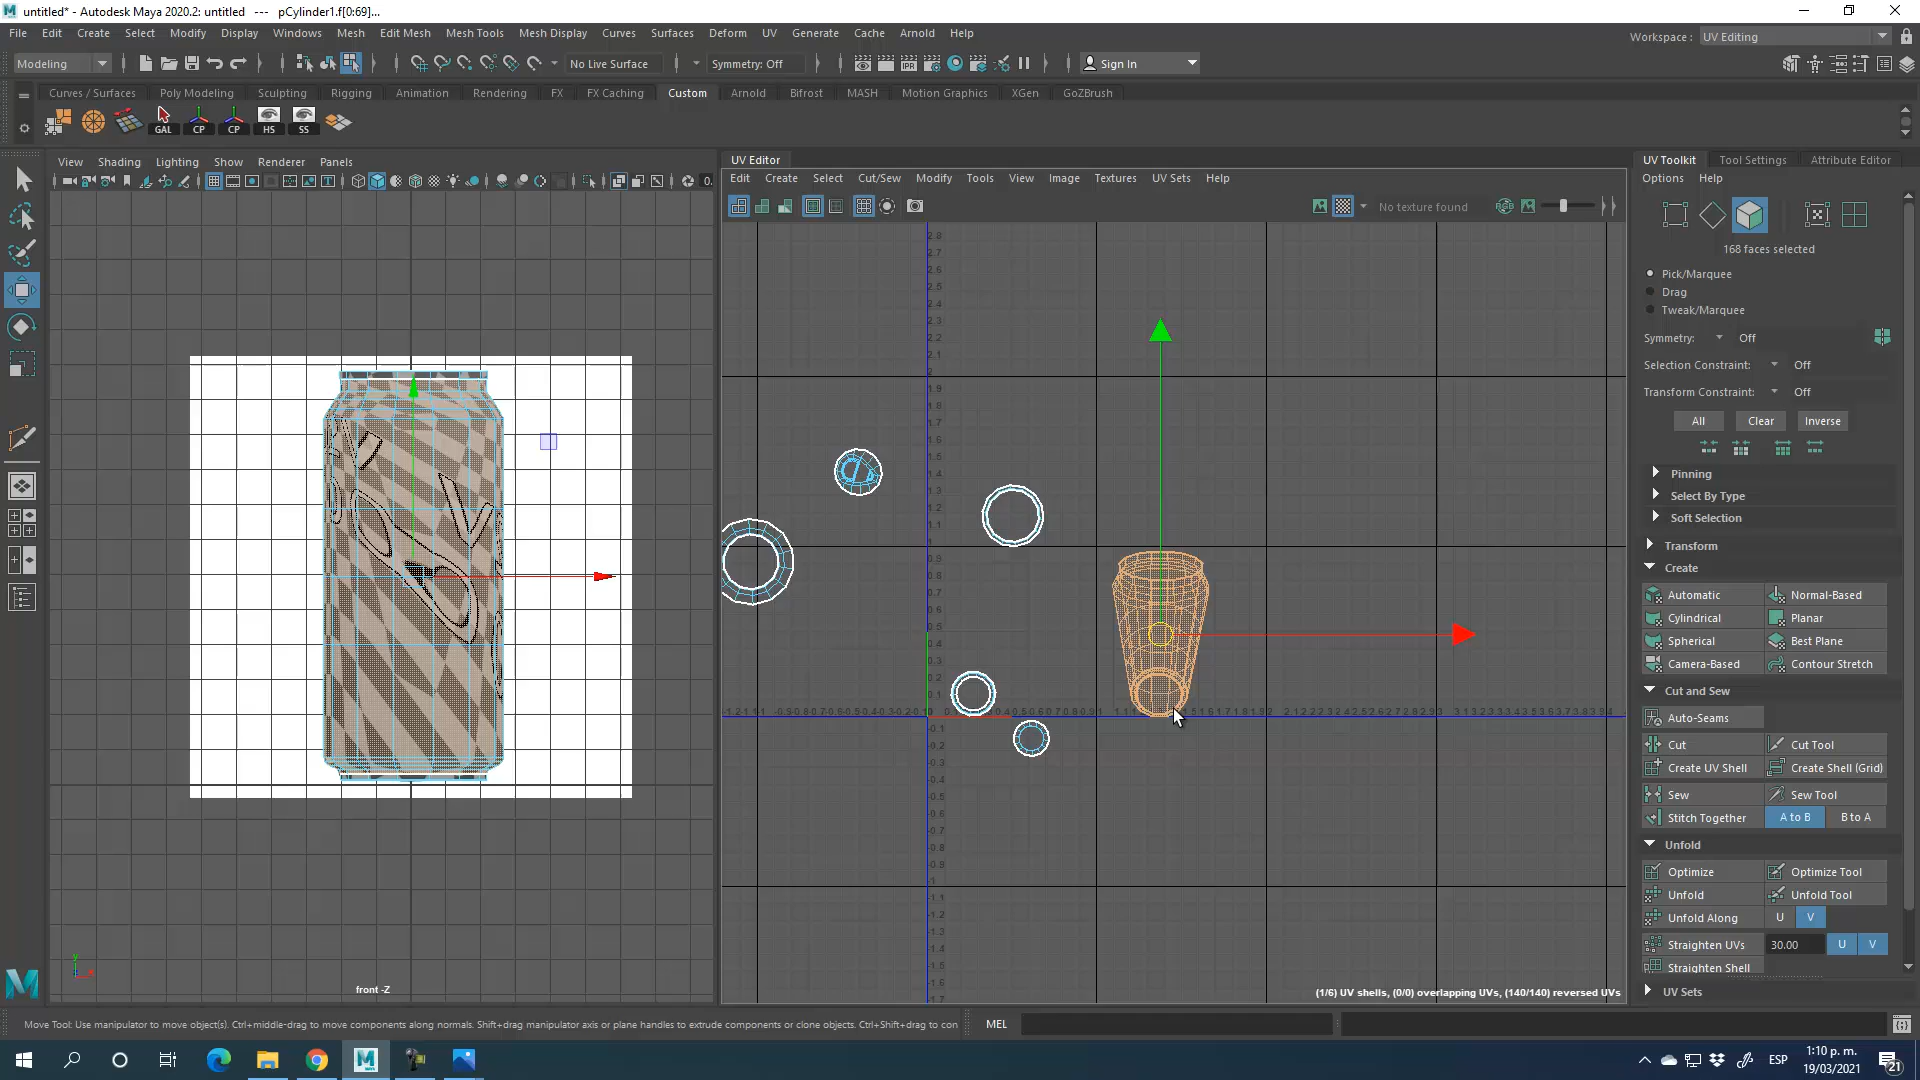 untitled* - Autodesk Maya 2020.2: untitled   ---   pCylinder1.f[0:69]...
File Edit Create Select Modify Display Windows Mesh Edit Mesh Mesh Tools Mesh Display Curves Surfaces Deform UV Generate Cache Arnold Help
Workspace : UV Editing
Modeling No Live Surface Symmetry: Off Sign In
Curves / Surfaces Poly Modeling Sculpting Rigging Animation Rendering FX FX Caching Custom Arnold Bifrost MASH Motion Graphics XGen GoZBrush
GAL CP CP HS SS
View Shading Lighting Show Renderer Panels
UV Editor
UV Toolkit Tool Settings Attribute Editor
Edit Create Select Cut/Sew Modify Tools View Image Textures UV Sets Help
Options Help
No texture found
168 faces selected
Pick/Marquee
Drag
Tweak/Marquee
Symmetry: Off
Selection Constraint: Off
Transform Constraint: Off
All Clear Inverse
Pinning
Select By Type
Soft Selection
Transform
Create
Automatic Normal-Based
Cylindrical Planar
Spherical Best Plane
Camera-Based Contour Stretch
Cut and Sew
Auto-Seams
Cut Cut Tool
Create UV Shell Create Shell (Grid)
Sew Sew Tool
Stitch Together A to B B to A
Unfold
Optimize Optimize Tool
Unfold Unfold Tool
Unfold Along U V
Straighten UVs 30.00 U V
Straighten Shell
UV Sets
front -Z
(1/6) UV shells, (0/0) overlapping UVs, (140/140) reversed UVs
Move Tool: Use manipulator to move object(s). Ctrl+middle-drag to move components along normals. Shift+drag manipulator axis or plane handles to extrude components or clone objects. Ctrl+Shift+drag to con
MEL
ESP
1:10 p. m.
19/03/2021
21